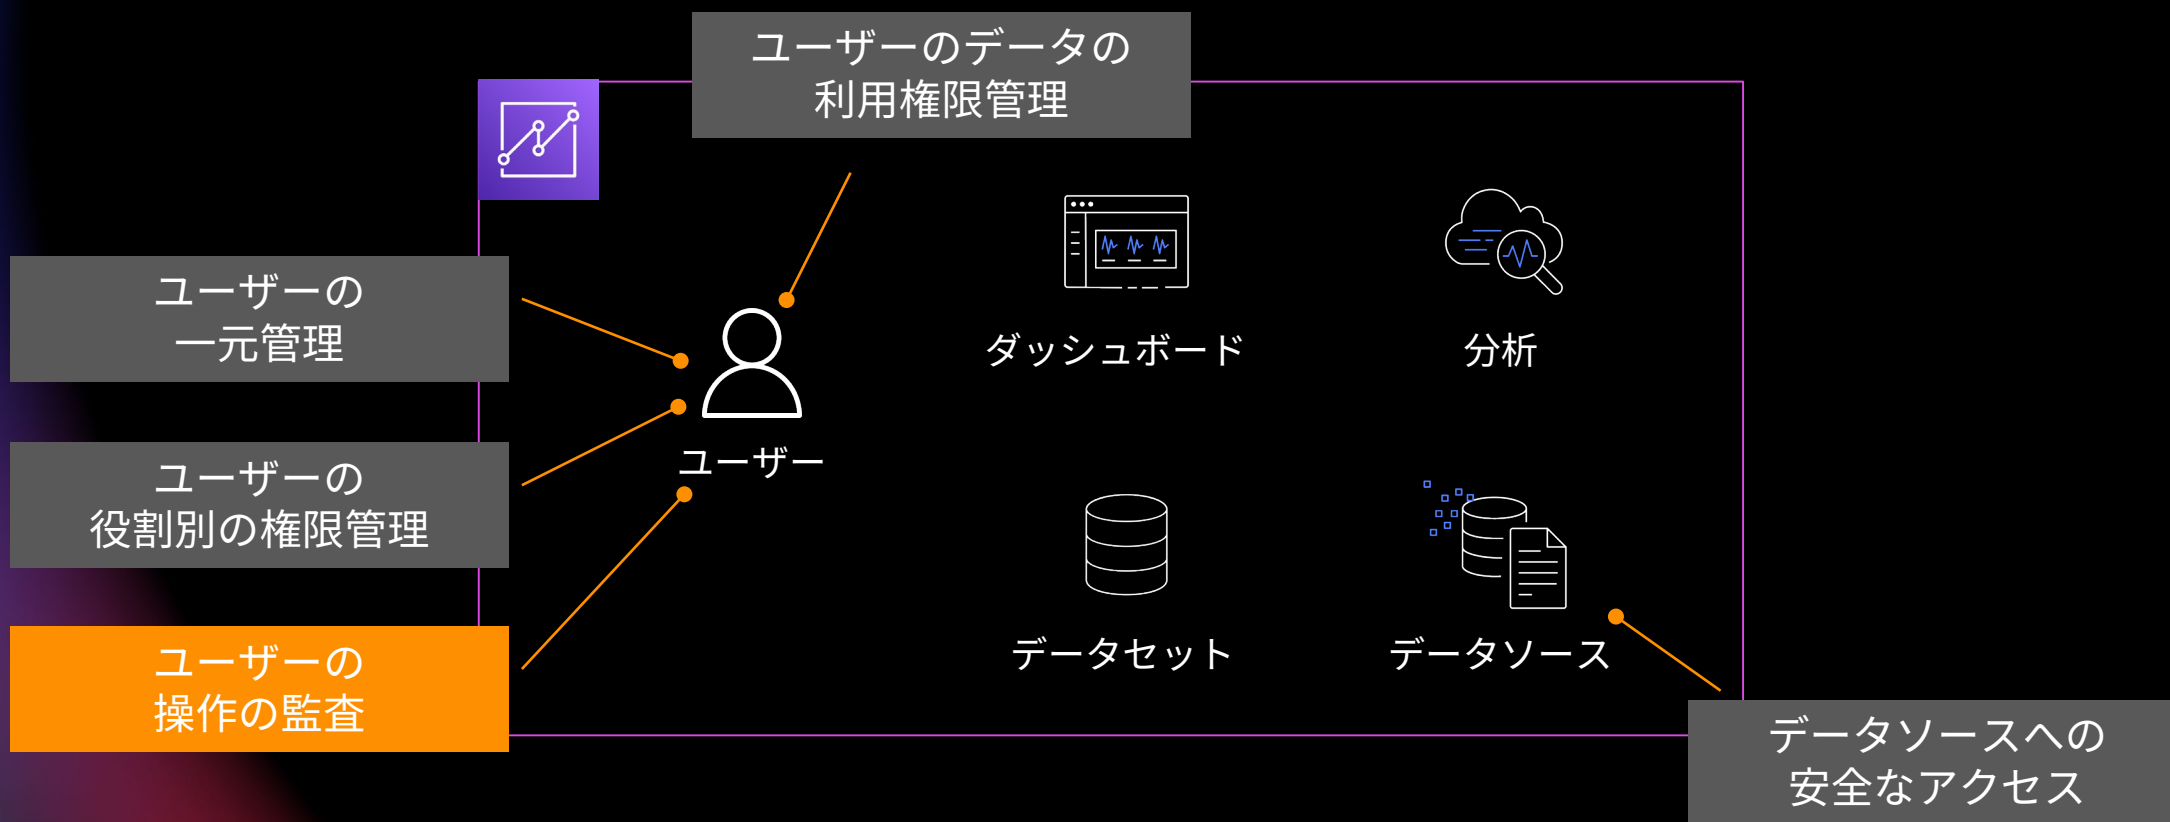 ユーザーのデータの
利用権限管理
ユーザーの
一元管理
ユーザーの
役割別の権限管理
ユーザーの
操作の監査
ユーザー
ダッシュボード
分析
データセット
データソース
データソースへの
安全なアクセス